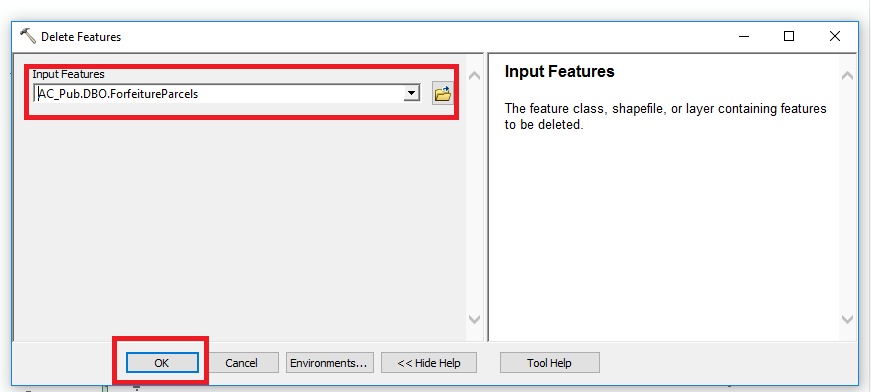 Delete Features
Input Features
AC_Pub.DBO.ForfeitureParcels
Input Features
The feature class, shapefile, or layer containing features
to be deleted.
OK
Cancel
Environments...
<< Hide Help
Tool Help